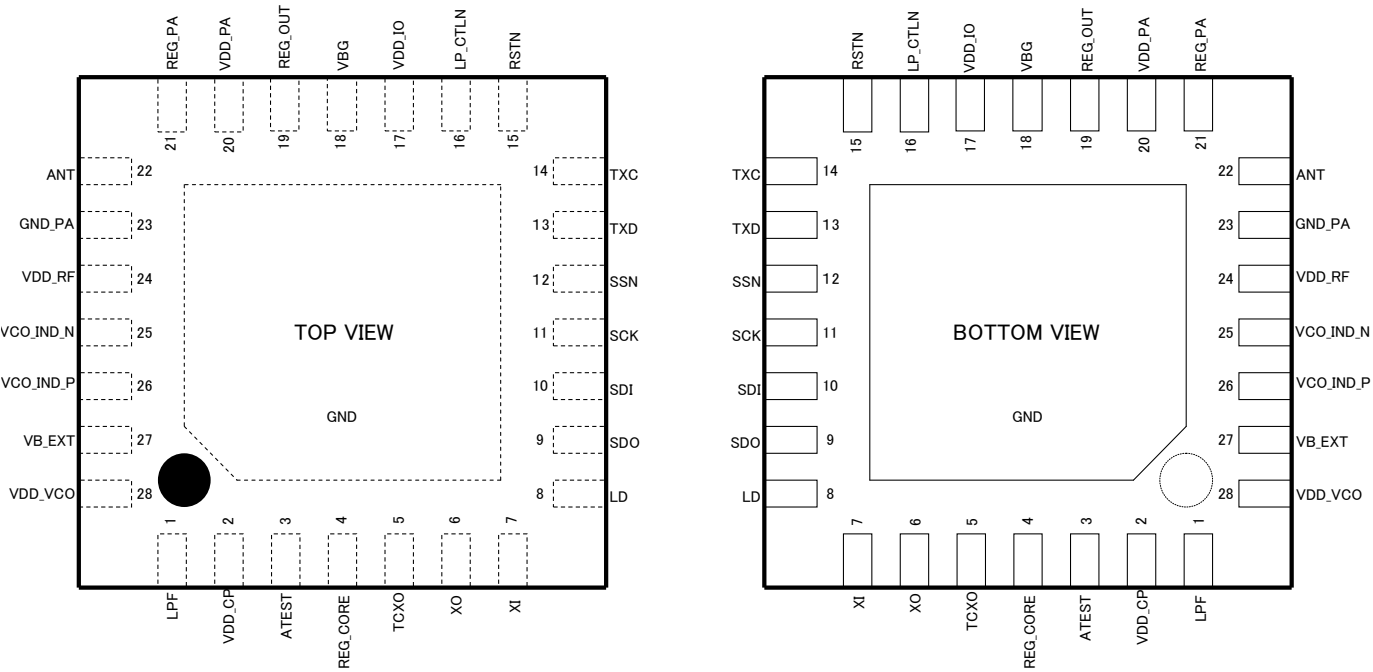 REG_PA
VDD_PA
REG_OUT
VBG
VDD_IO
LP_CTLN
RSTN
21
20
19
18
17
16
15
ANT 22
GND_PA 23
VDD_RF 24
VCO_IND_N 25
VCO_IND_P 26
VB_EXT 27
VDD_VCO 28
14 TXC
13 TXD
12 SSN
11 SCK
10 SDI
9 SDO
8 LD
TOP VIEW
GND
1
2
3
4
5
6
7
LPF
VDD_CP
ATEST
REG_CORE
TCXO
XO
XI
RSTN
LP_CTLN
VDD_IO
VBG
REG_OUT
VDD_PA
REG_PA
15
16
17
18
19
20
21
TXC 14
TXD 13
SSN 12
SCK 11
SDI 10
SDO 9
LD 8
22 ANT
23 GND_PA
24 VDD_RF
25 VCO_IND_N
26 VCO_IND_P
27 VB_EXT
28 VDD_VCO
BOTTOM VIEW
GND
7
6
5
4
3
2
1
XI
XO
TCXO
REG_CORE
ATEST
VDD_CP
LPF